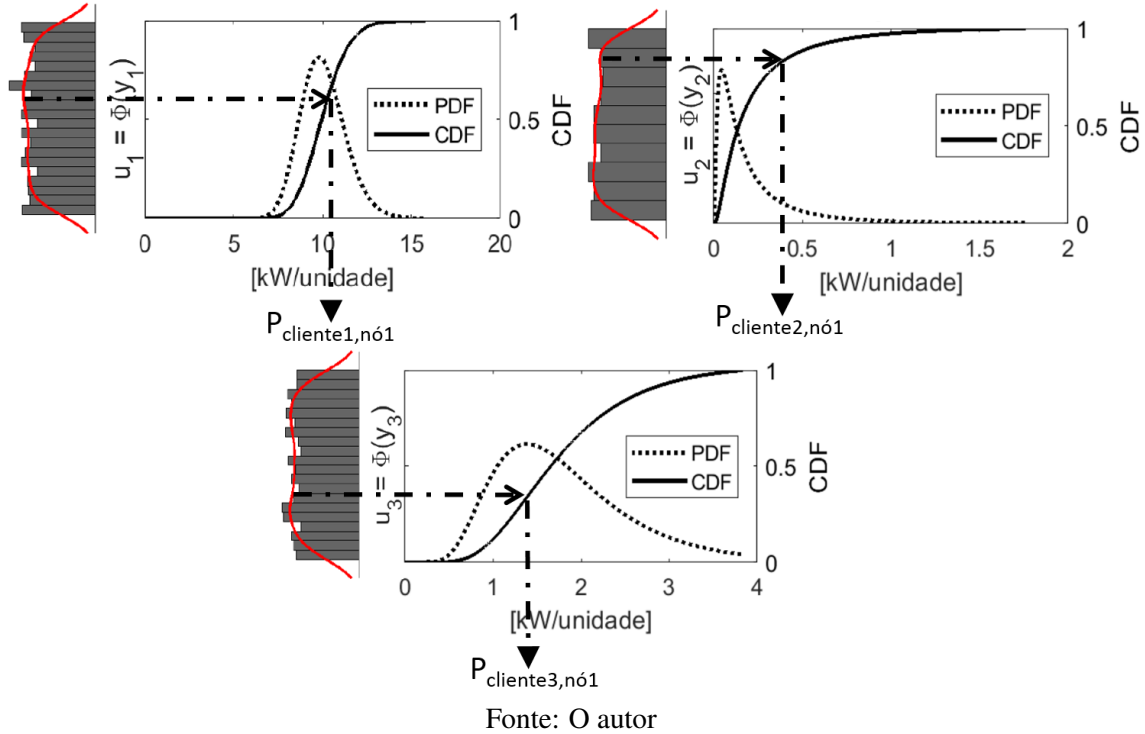 u1 = Φ(y1)
PDF
CDF
1
0.5
0
CDF
0 5 10 15 20
[kW/unidade]
Pcliente1,nó1
u2 = Φ(y2)
PDF
CDF
1
0.5
0
CDF
0 0.5 1 1.5 2
[kW/unidade]
Pcliente2,nó1
u3 = Φ(y3)
PDF
CDF
1
0.5
0
CDF
0 1 2 3 4
[kW/unidade]
Pcliente3,nó1
Fonte: O autor